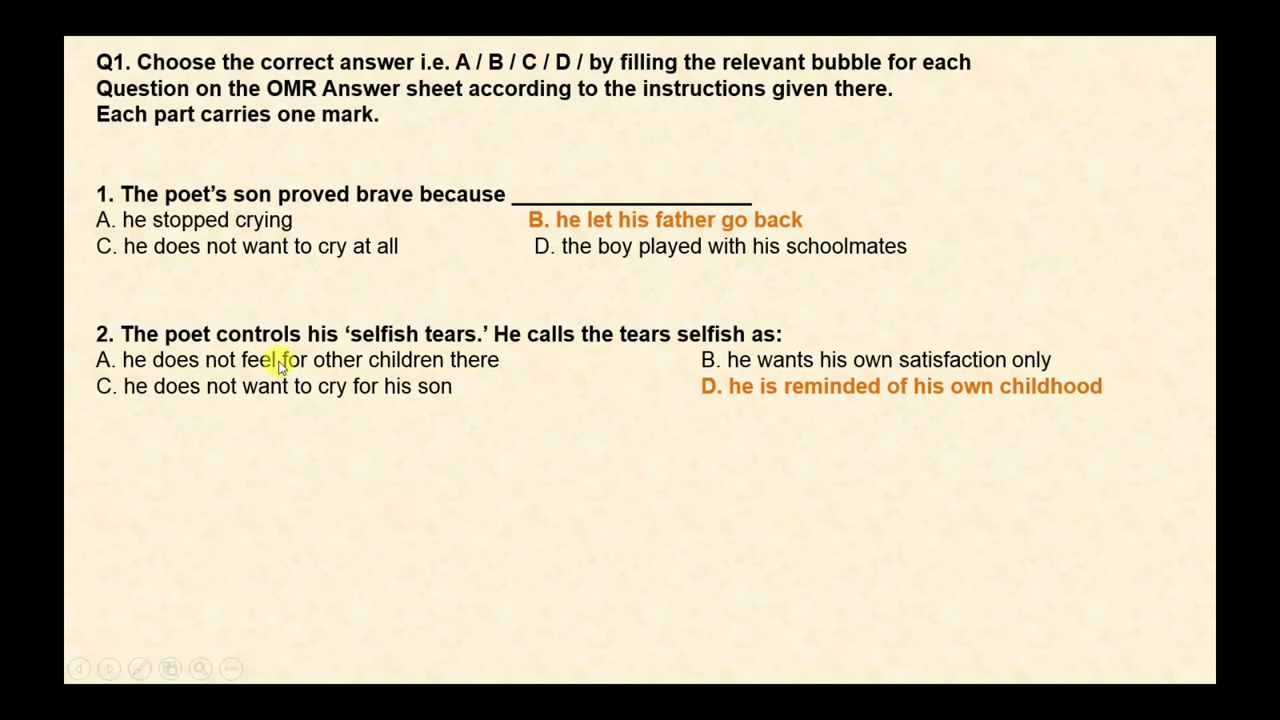 Q1. Choose the correct answer i.e. A / B / C / D / by filling the relevant bubble for each
Question on the OMR Answer sheet according to the instructions given there.
Each part carries one mark.
1. The poet’s son proved brave because ____________________
A. he stopped crying B. he let his father go back
C. he does not want to cry at all D. the boy played with his schoolmates
2. The poet controls his ‘selfish tears.’ He calls the tears selfish as:
A. he does not feel for other children there B. he wants his own satisfaction only
C. he does not want to cry for his son D. he is reminded of his own childhood